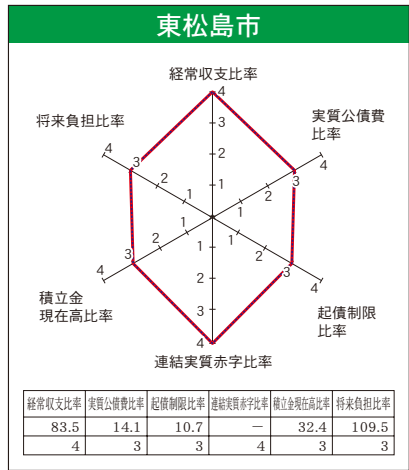 東松島市
経常収支比率
実質公債費
比率
起債制限
比率
連結実質赤字比率
積立金
現在高比率
将来負担比率
4
3
2
1
4
3
2
1
4
3
2
1
1
2
3
4
4
3
2
1
4
3
2
1
経常収支比率 実質公債費比率 起債制限比率 連結実質赤字比率 積立金現在高比率 将来負担比率
83.5 14.1 10.7 － 32.4 109.5
4 3 3 4 3 3